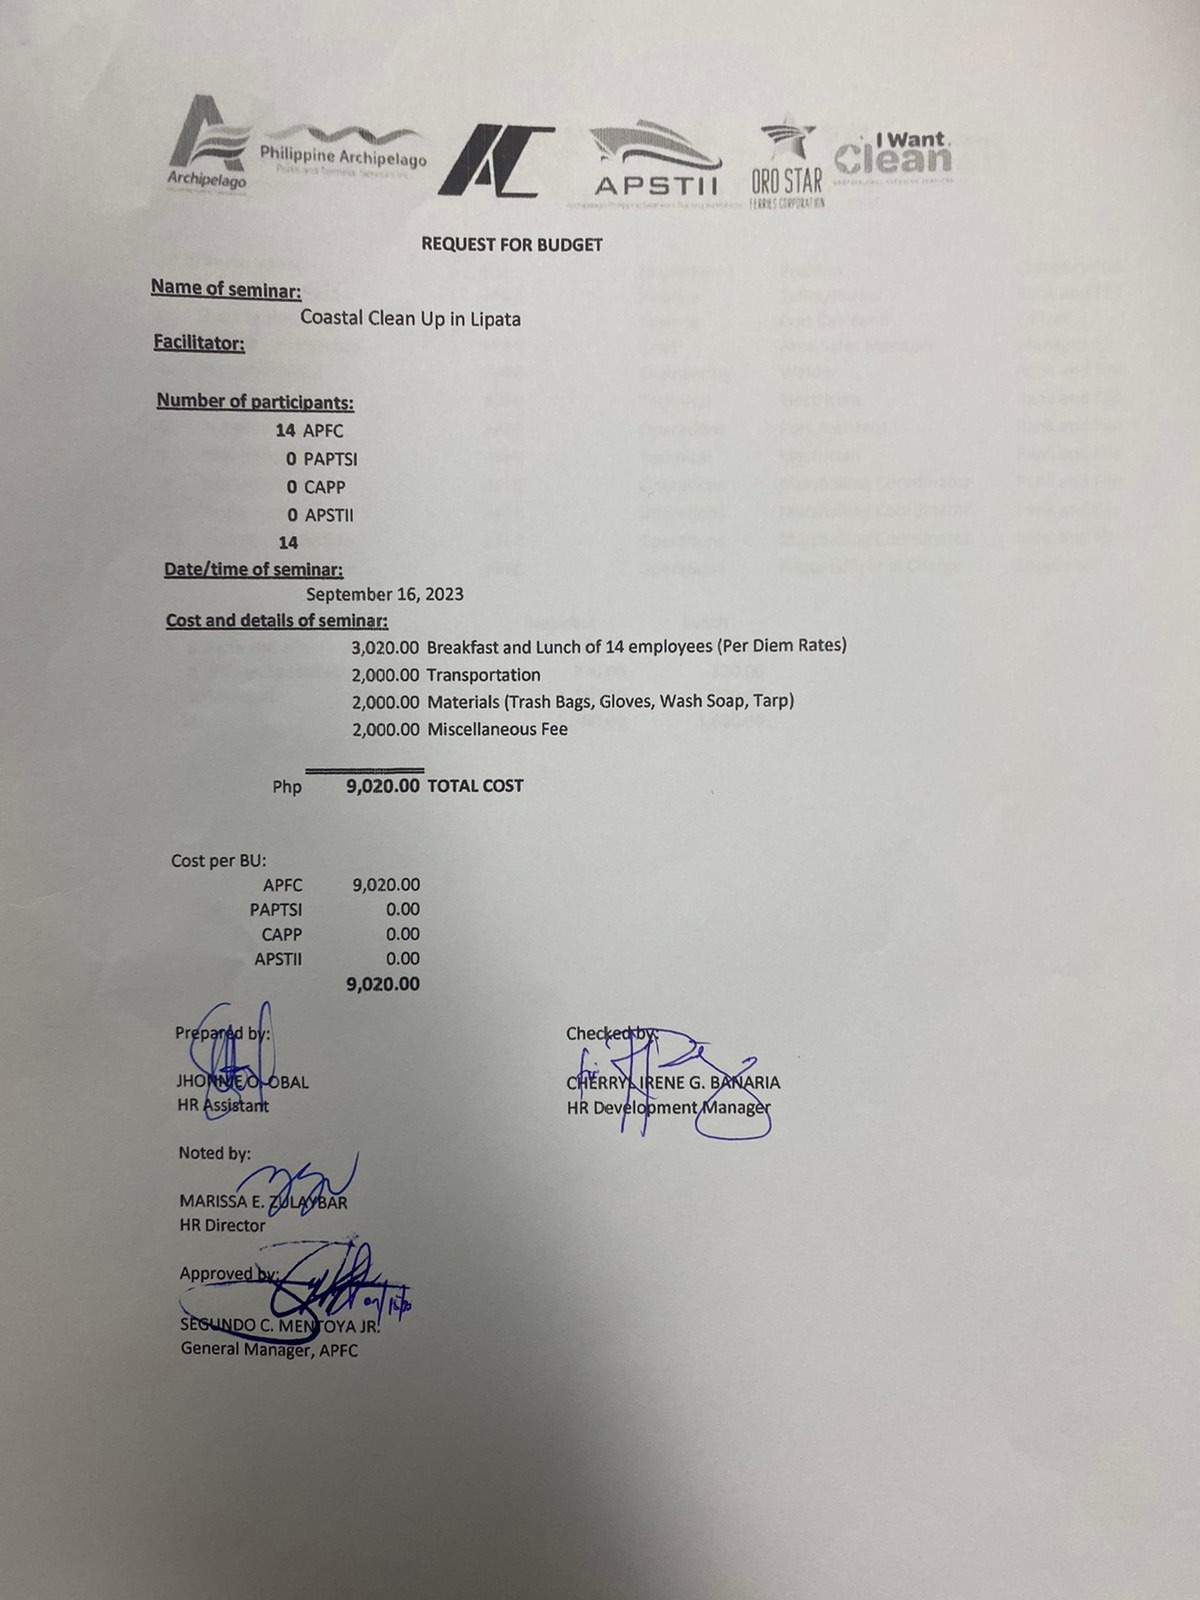 Archipelago
Philippine Archipelago
Ports and Terminal Services Inc.
APSTII
ORO STAR
FERRIES CORPORATION
I Want
Clean
REQUEST FOR BUDGET
Name of seminar:
Coastal Clean Up in Lipata
Facilitator:
Number of participants:
14 APFC
0 PAPTSI
0 CAPP
0 APSTII
14
Date/time of seminar:
September 16, 2023
Cost and details of seminar:
3,020.00 Breakfast and Lunch of 14 employees (Per Diem Rates)
2,000.00 Transportation
2,000.00 Materials (Trash Bags, Gloves, Wash Soap, Tarp)
2,000.00 Miscellaneous Fee
Php 9,020.00 TOTAL COST
Cost per BU:
APFC 9,020.00
PAPTSI 0.00
CAPP 0.00
APSTII 0.00
9,020.00
Prepared by: Checked by:
JHONNIE O. OBAL for CHERRYL IRENE G. BANARIA
HR Assistant HR Development Manager
Noted by:
MARISSA E. ZULAYBAR
HR Director
Approved by:
SEGUNDO C. MENTOYA JR.
General Manager, APFC